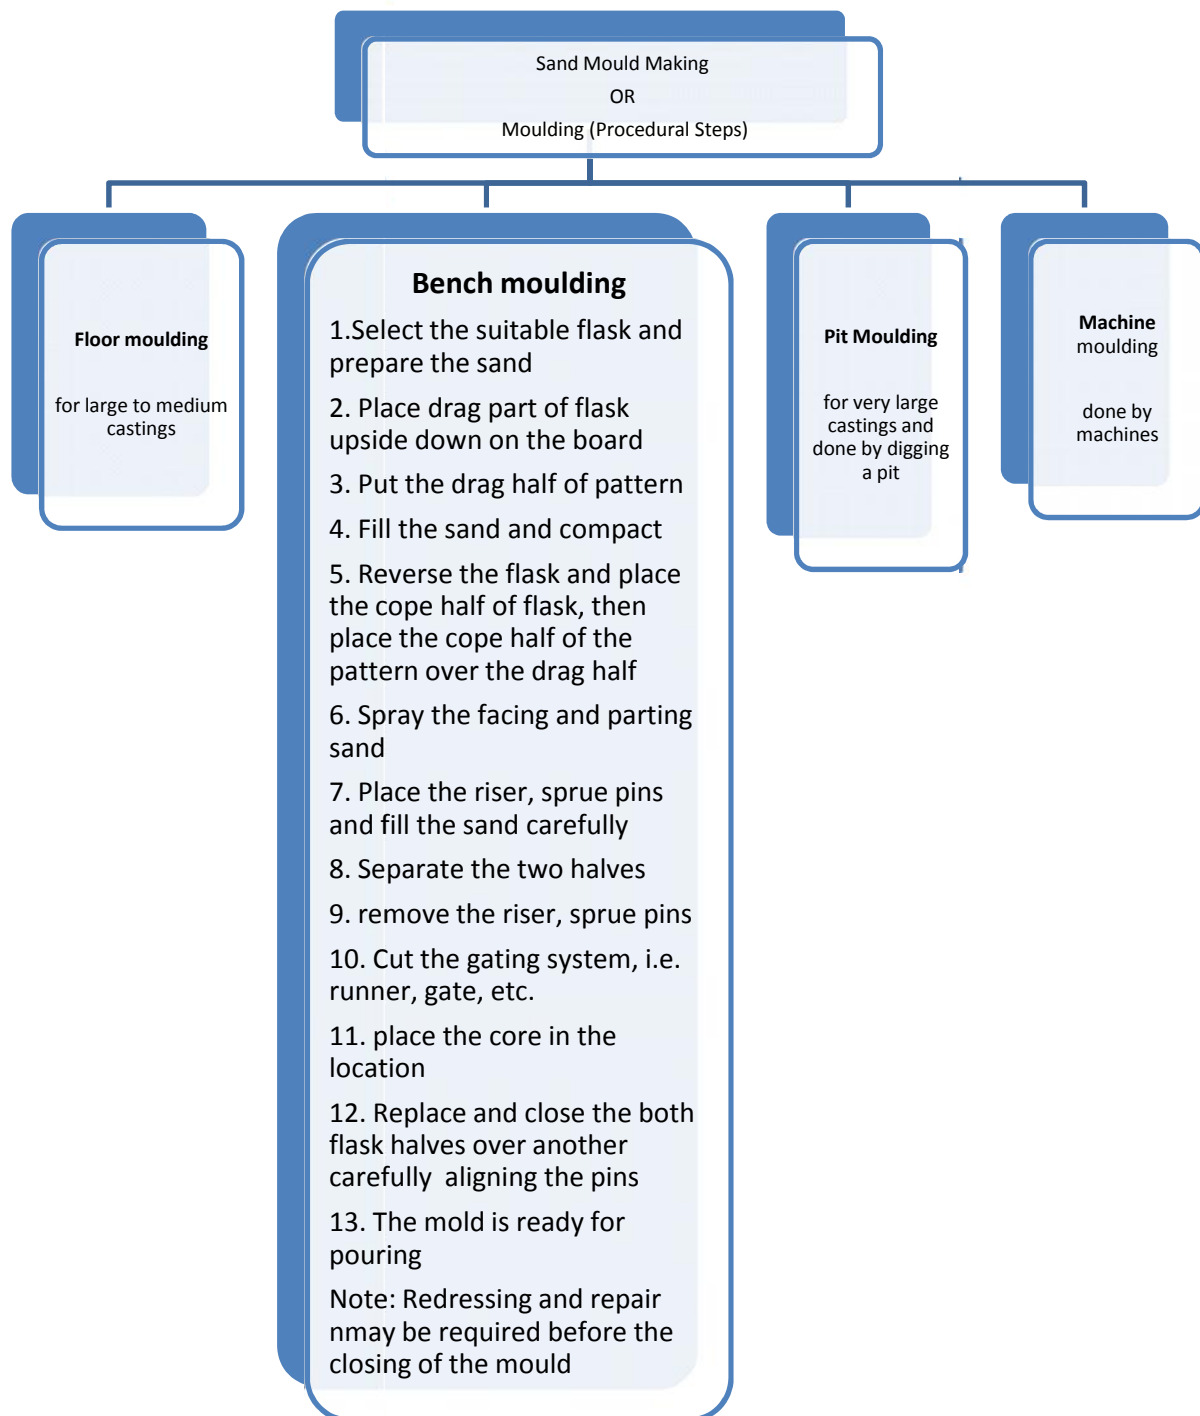 Sand Mould Making
OR
Moulding (Procedural Steps)
Floor moulding
for large to medium
castings
Bench moulding
1.Select the suitable flask and
prepare the sand
2. Place drag part of flask
upside down on the board
3. Put the drag half of pattern
4. Fill the sand and compact
5. Reverse the flask and place
the cope half of flask, then
place the cope half of the
pattern over the drag half
6. Spray the facing and parting
sand
7. Place the riser, sprue pins
and fill the sand carefully
8. Separate the two halves
9. remove the riser, sprue pins
10. Cut the gating system, i.e.
runner, gate, etc.
11. place the core in the
location
12. Replace and close the both
flask halves over another
carefully  aligning the pins
13. The mold is ready for
pouring
Note: Redressing and repair
nmay be required before the
closing of the mould
Pit Moulding
for very large
castings and
done by digging
a pit
Machine
moulding
done by
machines